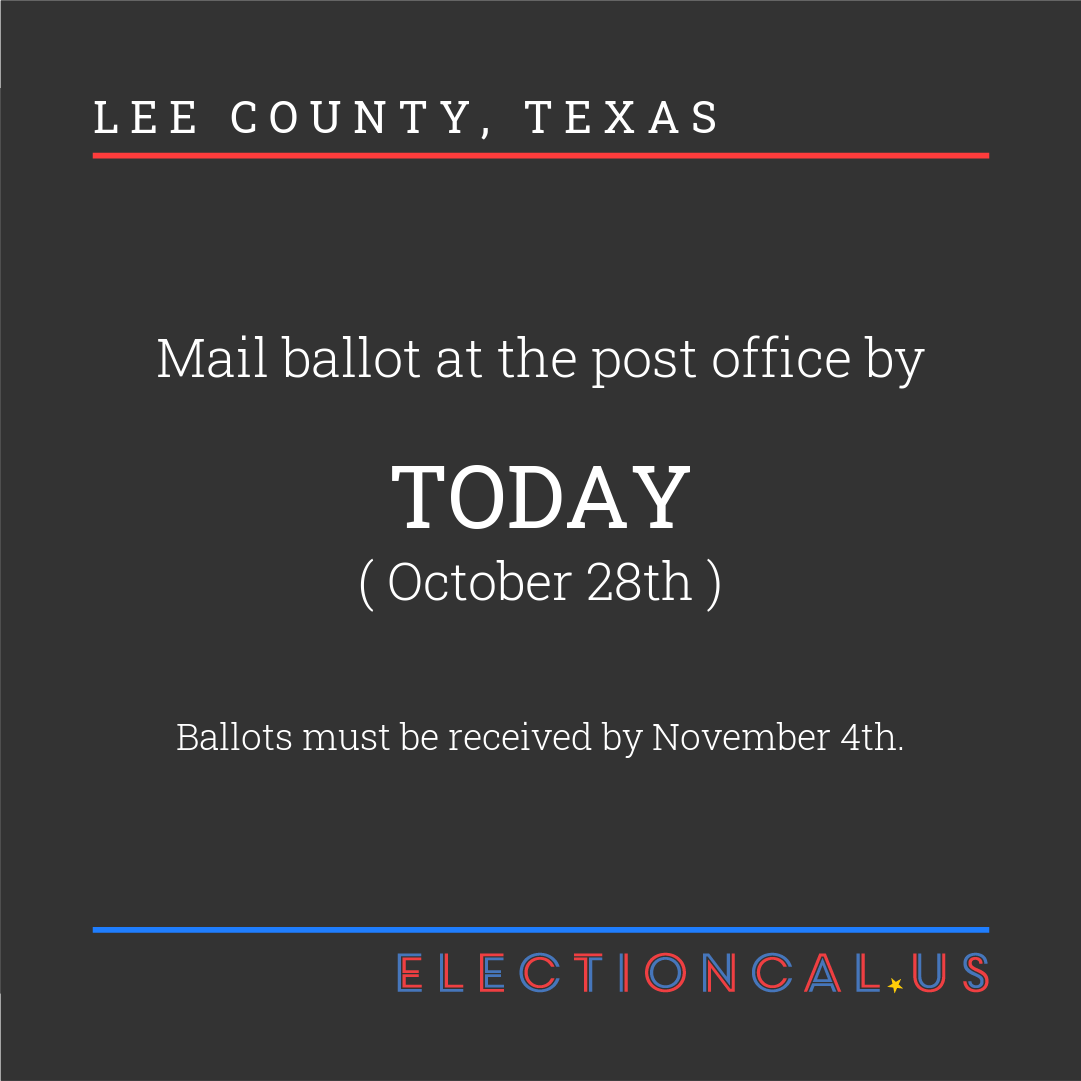 LEE COUNTY, TEXAS
Mail ballot at the post office by
TODAY
( October 28th )
Ballots must be received by November 4th.
ELECTIONCAL.US